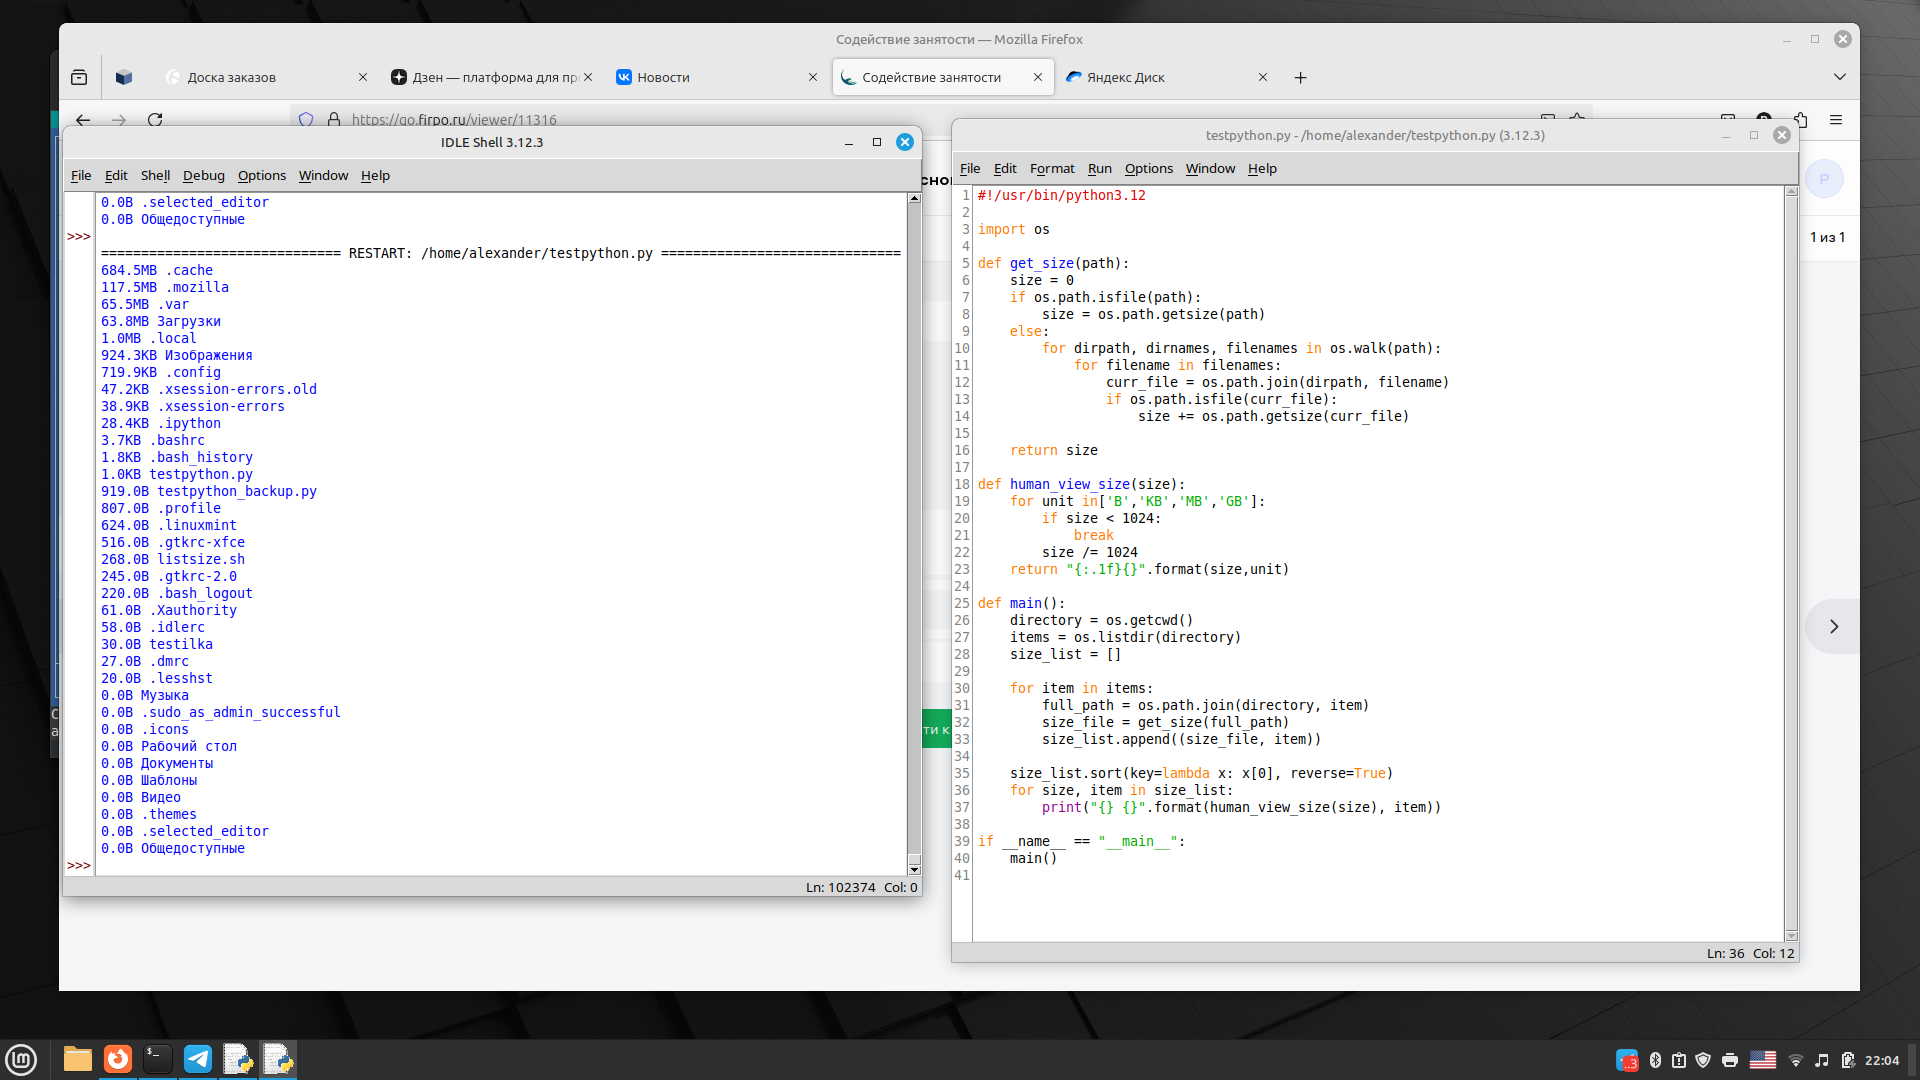 Содействие занятости — Mozilla Firefox
Доска заказов
Дзен — платформа для пр
Новости
Содействие занятости
Яндекс Диск
https://go.firpo.ru/viewer/11316
IDLE Shell 3.12.3
File Edit Shell Debug Options Window Help
0.0B .selected_editor
0.0B Общедоступные
>>>
============================== RESTART: /home/alexander/testpython.py ==============================
684.5MB .cache
117.5MB .mozilla
65.5MB .var
63.8MB Загрузки
1.0MB .local
924.3KB Изображения
719.9KB .config
47.2KB .xsession-errors.old
38.9KB .xsession-errors
28.4KB .ipython
3.7KB .bashrc
1.8KB .bash_history
1.0KB testpython.py
919.0B testpython_backup.py
807.0B .profile
624.0B .linuxmint
516.0B .gtkrc-xfce
268.0B listsize.sh
245.0B .gtkrc-2.0
220.0B .bash_logout
61.0B .Xauthority
58.0B .idlerc
30.0B testilka
27.0B .dmrc
20.0B .lesshst
0.0B Музыка
0.0B .sudo_as_admin_successful
0.0B .icons
0.0B Рабочий стол
0.0B Документы
0.0B Шаблоны
0.0B Видео
0.0B .themes
0.0B .selected_editor
0.0B Общедоступные
>>>
Ln: 102374 Col: 0
testpython.py - /home/alexander/testpython.py (3.12.3)
File Edit Format Run Options Window Help
1 #!/usr/bin/python3.12
2
3 import os
4
5 def get_size(path):
6     size = 0
7     if os.path.isfile(path):
8         size = os.path.getsize(path)
9     else:
10         for dirpath, dirnames, filenames in os.walk(path):
11             for filename in filenames:
12                 curr_file = os.path.join(dirpath, filename)
13                 if os.path.isfile(curr_file):
14                     size += os.path.getsize(curr_file)
15
16     return size
17
18 def human_view_size(size):
19     for unit in['B','KB','MB','GB']:
20         if size < 1024:
21             break
22         size /= 1024
23     return "{:.1f}{}".format(size,unit)
24
25 def main():
26     directory = os.getcwd()
27     items = os.listdir(directory)
28     size_list = []
29
30     for item in items:
31         full_path = os.path.join(directory, item)
32         size_file = get_size(full_path)
33         size_list.append((size_file, item))
34
35     size_list.sort(key=lambda x: x[0], reverse=True)
36     for size, item in size_list:
37         print("{} {}".format(human_view_size(size), item))
38
39 if __name__ == "__main__":
40     main()
41
Ln: 36 Col: 12
сно
P
1 из 1
ти к
22:04